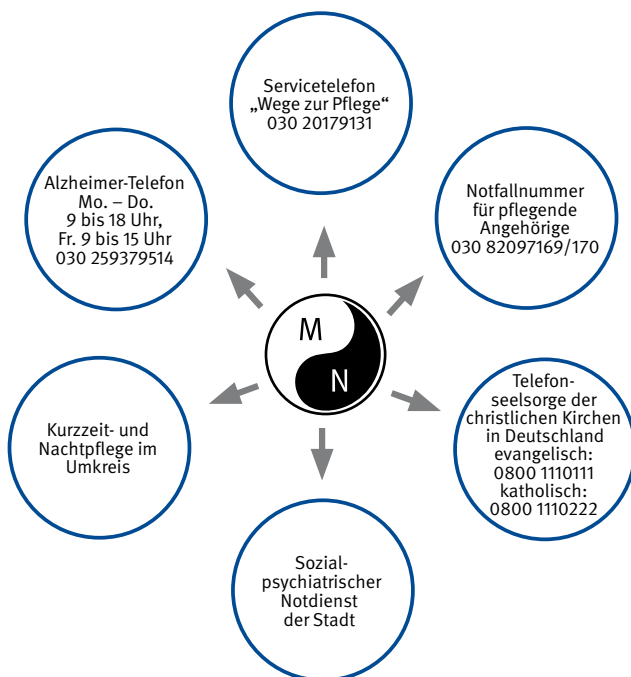 Servicetelefon
„Wege zur Pflege“
030 20179131
Alzheimer-Telefon
Mo. – Do.
9 bis 18 Uhr,
Fr. 9 bis 15 Uhr
030 259379514
Notfallnummer
für pflegende
Angehörige
030 82097169/170
M
N
Kurzzeit- und
Nachtpflege im
Umkreis
Telefon-
seelsorge der
christlichen Kirchen
in Deutschland
evangelisch:
0800 1110111
katholisch:
0800 1110222
Sozial-
psychiatrischer
Notdienst
der Stadt